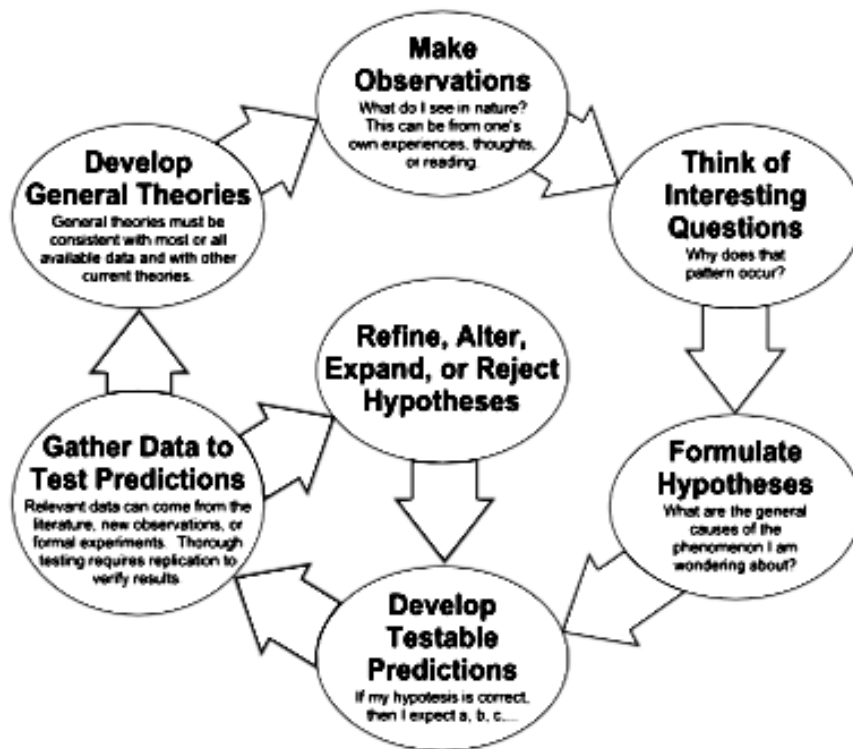 Make
Observations
What do I see in nature?
This can be from one's
own experiences, thoughts,
or reading.
Think of
Interesting
Questions
Why does that
pattern occur?
Formulate
Hypotheses
What are the general
causes of the
phenomenon I am
wondering about?
Develop
Testable
Predictions
If my hypotesis is correct,
then I expect a, b, c,...
Gather Data to
Test Predictions
Relevant data can come from the
literature, new observations, or
formal experiments. Thorough
testing requires replication to
verify results.
Refine, Alter,
Expand, or Reject
Hypotheses
Develop
General Theories
General theories must be
consistent with most or all
available data and with other
current theories.